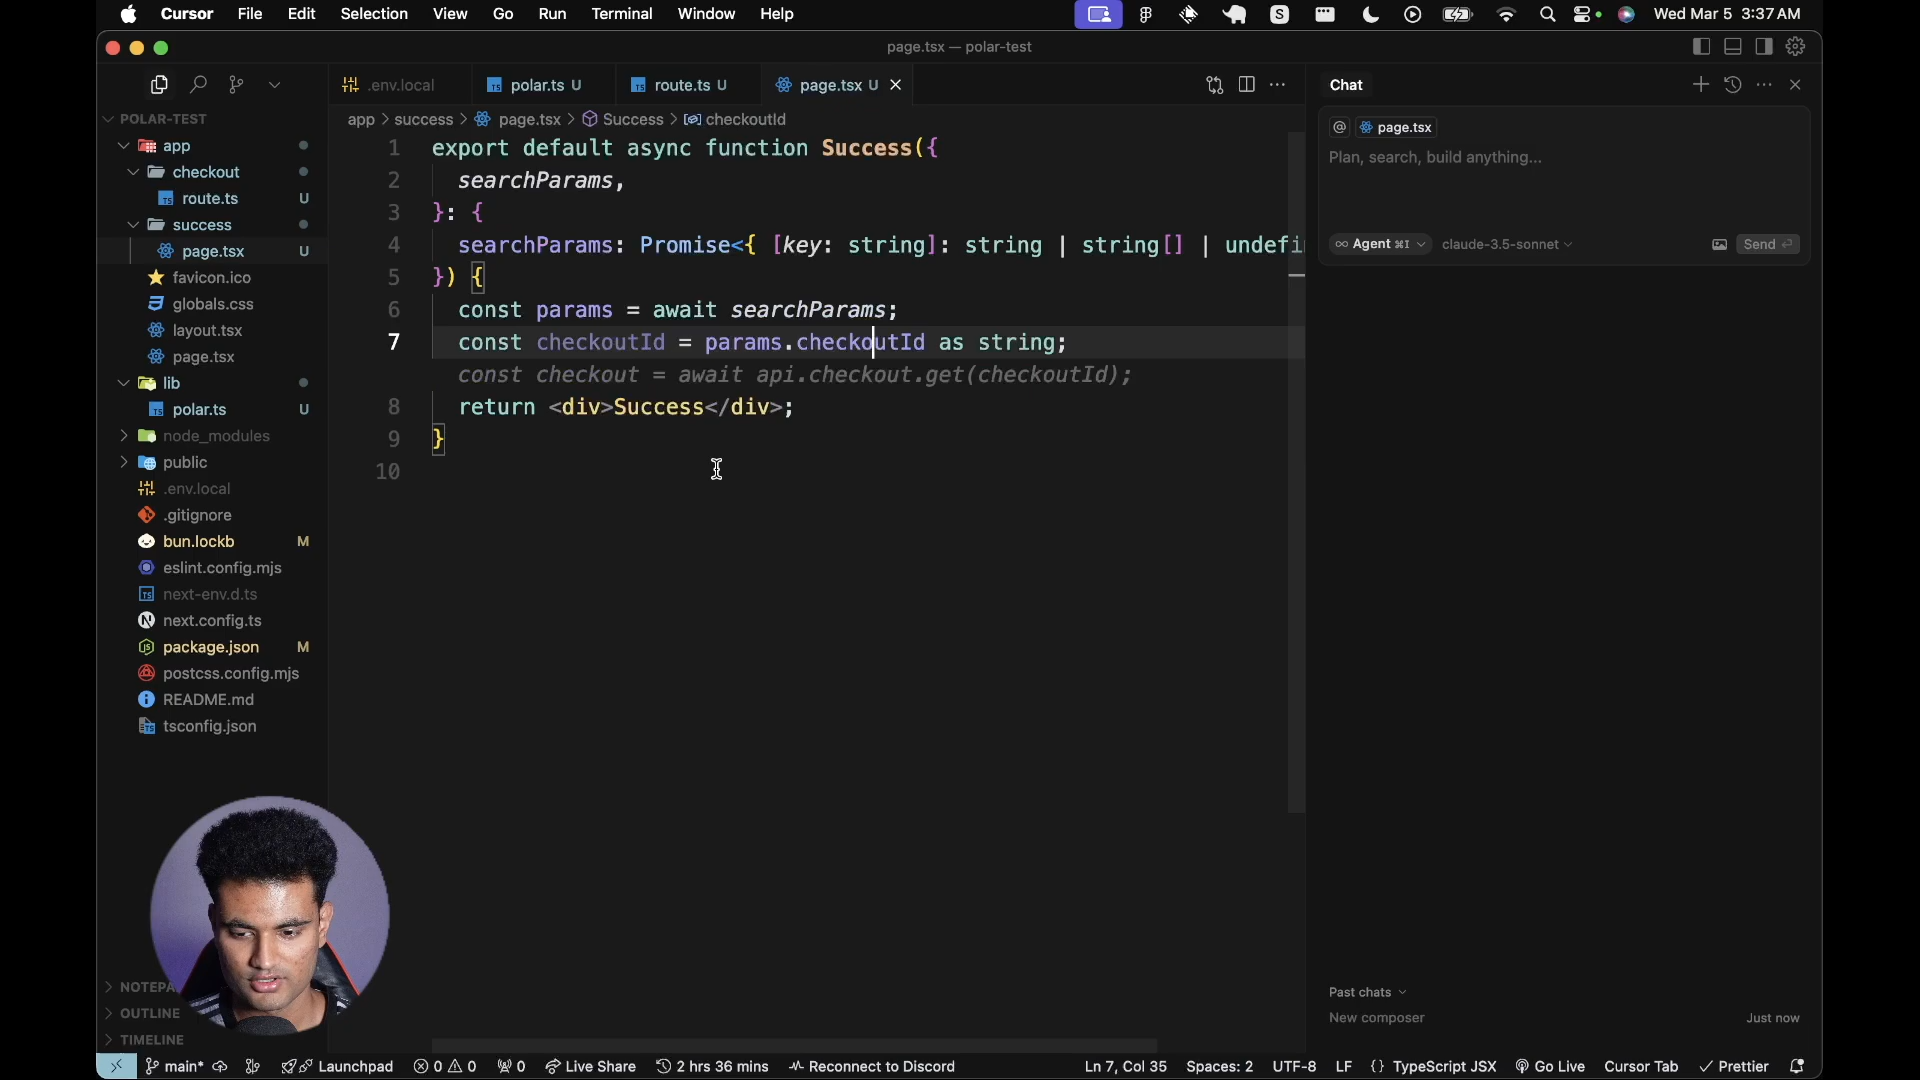 Cursor File Edit Selection View Go Run Terminal Window Help
S
Wed Mar 5 3:37 AM
page.tsx — polar-test
.env.local
TS polar.ts U
TS route.ts U
page.tsx U
Chat
app > success > page.tsx > Success > checkoutId
POLAR-TEST
app
checkout
TS route.ts U
success
page.tsx U
favicon.ico
globals.css
layout.tsx
page.tsx
lib
TS polar.ts U
node_modules
public
.env.local
.gitignore
bun.lockb M
eslint.config.mjs
TS next-env.d.ts
next.config.ts
package.json M
postcss.config.mjs
README.md
tsconfig.json
NOTEPA
OUTLINE
TIMELINE
1 export default async function Success({
2 searchParams,
3 }: {
4 searchParams: Promise<{ [key: string]: string | string[] | undefi
5 }) {
6 const params = await searchParams;
7 const checkoutId = params.checkoutId as string;
const checkout = await api.checkout.get(checkoutId);
8 return <div>Success</div>;
9 }
10
@ page.tsx
Plan, search, build anything...
∞ Agent ⌘I claude-3.5-sonnet Send ⏎
Past chats
New composer Just now
main* Launchpad 0 0 0 Live Share 2 hrs 36 mins Reconnect to Discord Ln 7, Col 35 Spaces: 2 UTF-8 LF {} TypeScript JSX Go Live Cursor Tab Prettier